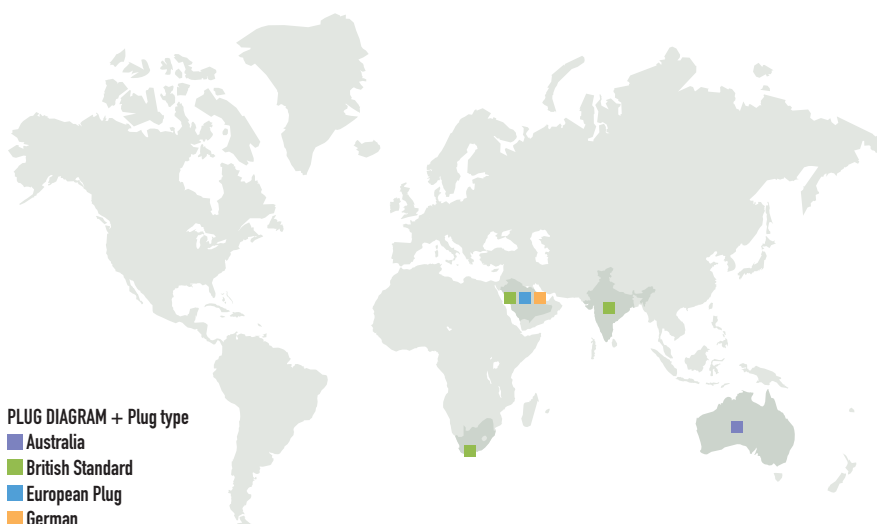 PLUG DIAGRAM + Plug type
Australia
British Standard
European Plug
German